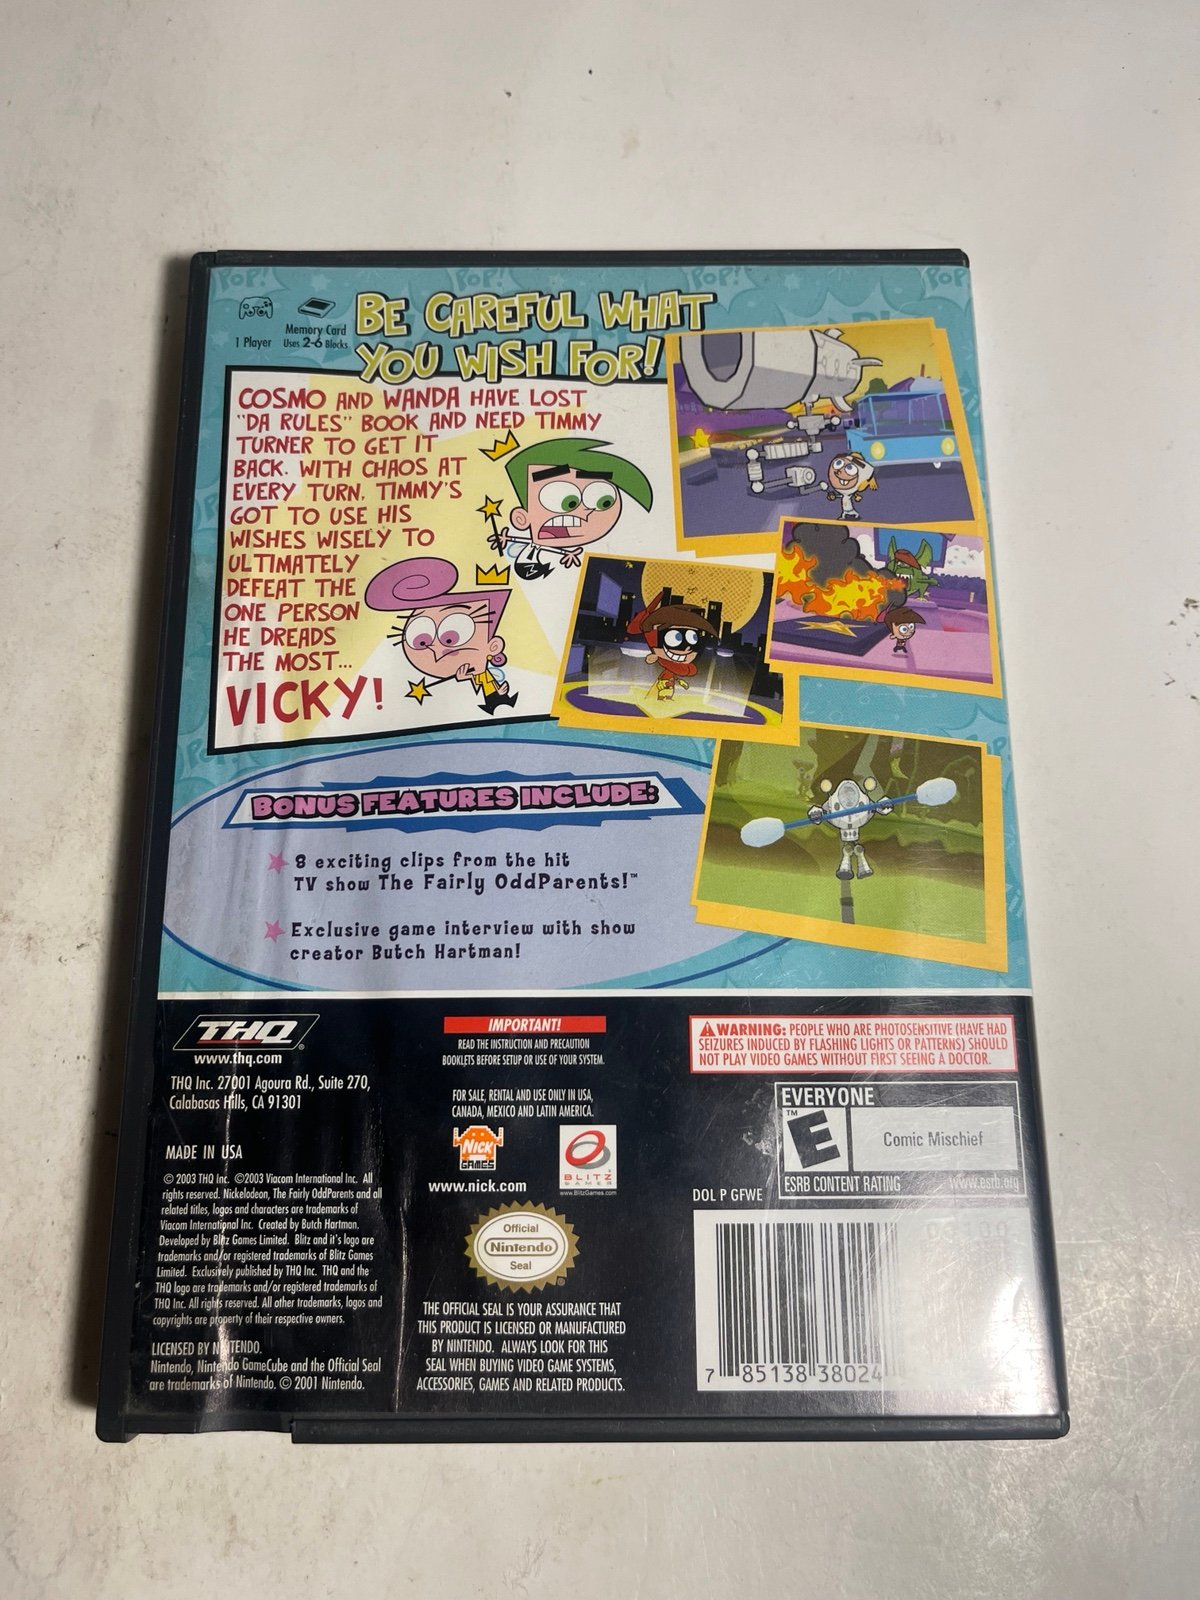 1 Player
Memory Card
Uses 2-6 Blocks
BE CAREFUL WHAT
YOU WISH FOR!
COSMO AND WANDA HAVE LOST
"DA RULES" BOOK AND NEED TIMMY
TURNER TO GET IT
BACK. WITH CHAOS AT
EVERY TURN, TIMMY'S
GOT TO USE HIS
WISHES WISELY TO
ULTIMATELY
DEFEAT THE
ONE PERSON
HE DREADS
THE MOST...
VICKY!
BONUS FEATURES INCLUDE:
8 exciting clips from the hit
TV show The Fairly OddParents!™
Exclusive game interview with show
creator Butch Hartman!
THQ®
www.thq.com
THQ Inc. 27001 Agoura Rd., Suite 270,
Calabasas Hills, CA 91301
MADE IN USA
© 2003 THQ Inc. ©2003 Viacom International Inc. All
rights reserved. Nickelodeon, The Fairly OddParents and all
related titles, logos and characters are trademarks of
Viacom International Inc. Created by Butch Hartman.
Developed by Blitz Games Limited. Blitz and it's logo are
trademarks and/or registered trademarks of Blitz Games
Limited. Exclusively published by THQ Inc. THQ and the
THQ logo are trademarks and/or registered trademarks of
THQ Inc. All rights reserved. All other trademarks, logos and
copyrights are property of their respective owners.
LICENSED BY NINTENDO.
Nintendo, Nintendo GameCube and the Official Seal
are trademarks of Nintendo. © 2001 Nintendo.
IMPORTANT!
READ THE INSTRUCTION AND PRECAUTION
BOOKLETS BEFORE SETUP OR USE OF YOUR SYSTEM.
FOR SALE, RENTAL AND USE ONLY IN USA,
CANADA, MEXICO AND LATIN AMERICA.
NICK
GAMES
www.nick.com
BLITZ
GAMES
www.BlitzGames.com
Official
Nintendo
Seal
THE OFFICIAL SEAL IS YOUR ASSURANCE THAT
THIS PRODUCT IS LICENSED OR MANUFACTURED
BY NINTENDO. ALWAYS LOOK FOR THIS
SEAL WHEN BUYING VIDEO GAME SYSTEMS,
ACCESSORIES, GAMES AND RELATED PRODUCTS.
WARNING: PEOPLE WHO ARE PHOTOSENSITIVE (HAVE HAD
SEIZURES INDUCED BY FLASHING LIGHTS OR PATTERNS) SHOULD
NOT PLAY VIDEO GAMES WITHOUT FIRST SEEING A DOCTOR.
EVERYONE
E™
Comic Mischief
ESRB CONTENT RATING www.esrb.org
DOL P GFWE
7 85138 38024